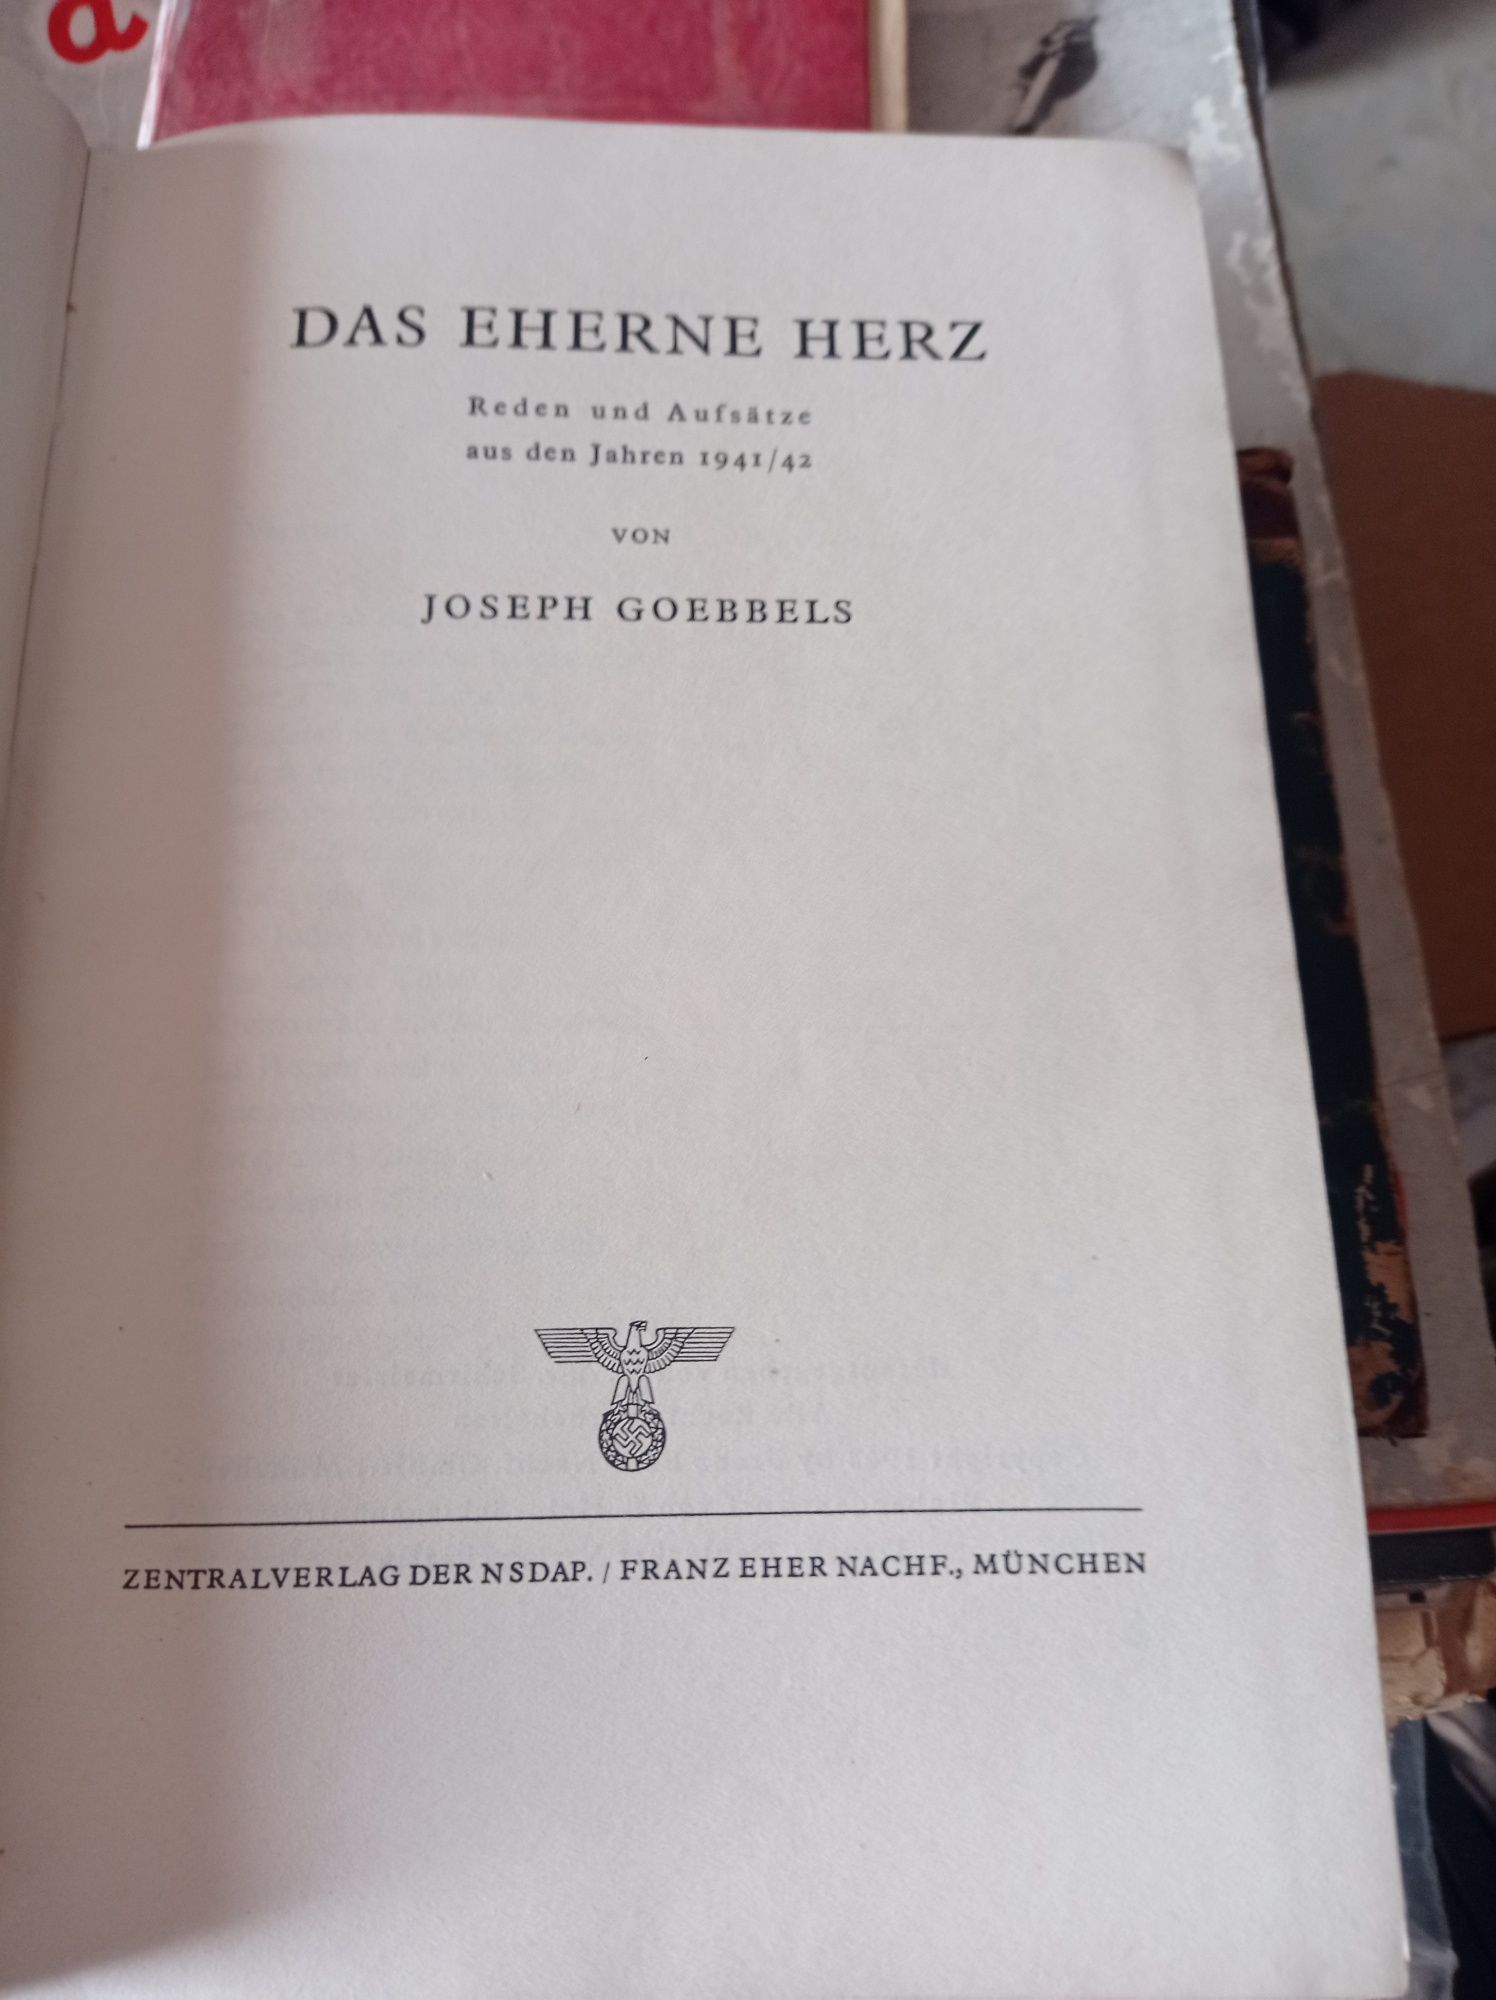 a
DAS EHERNE HERZ
Reden und Aufsätze
aus den Jahren 1941/42
VON
JOSEPH GOEBBELS
ZENTRALVERLAG DER NSDAP. / FRANZ EHER NACHF., MÜNCHEN